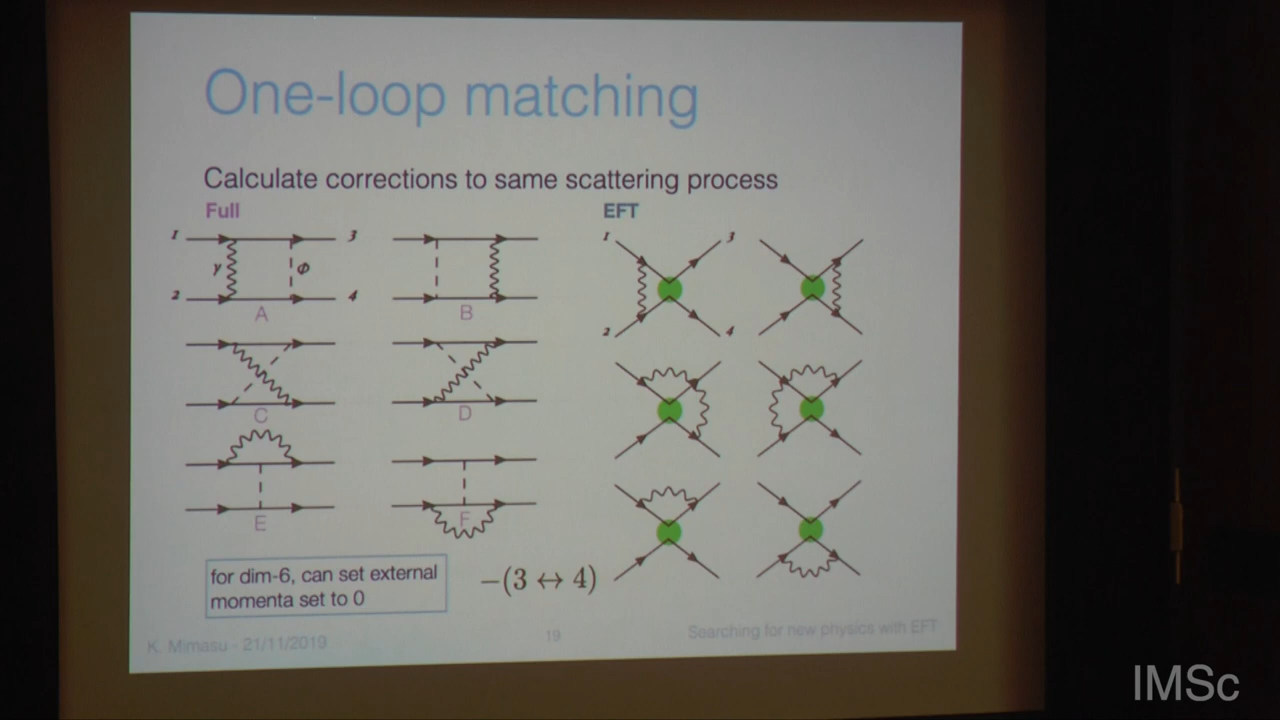 One-loop matching
Calculate corrections to same scattering process
Full
EFT
1 3
γ Φ
2 4
A
B
C
D
E
F
1 3
2 4
for dim-6, can set external
momenta set to 0
−(3 ↔ 4)
K. Mimasu - 21/11/2019
19
Searching for new physics with EFT
IMSc